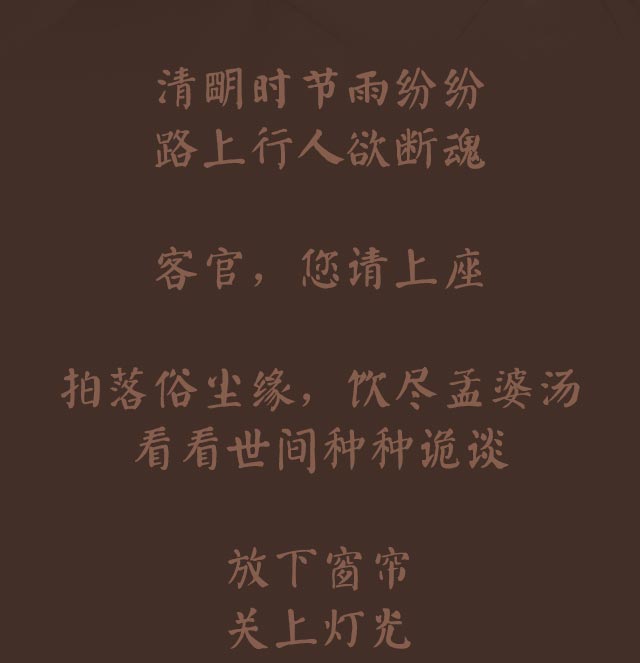 清明时节雨纷纷
路上行人欲断魂
客官，您请上座
拍落俗尘缘，饮尽孟婆汤
看看世间种种诡谈
放下窗帘
关上灯光